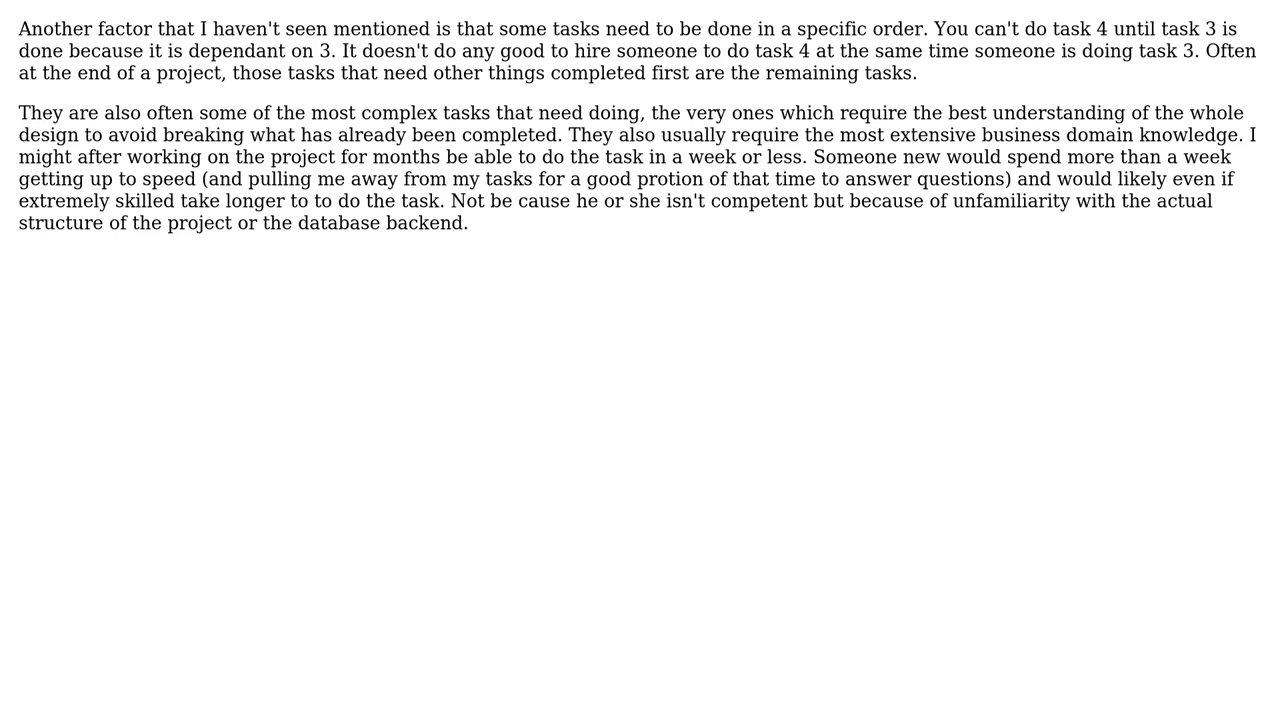 Another factor that I haven't seen mentioned is that some tasks need to be done in a specific order. You can't do task 4 until task 3 is
done because it is dependant on 3. It doesn't do any good to hire someone to do task 4 at the same time someone is doing task 3. Often
at the end of a project, those tasks that need other things completed first are the remaining tasks.
They are also often some of the most complex tasks that need doing, the very ones which require the best understanding of the whole
design to avoid breaking what has already been completed. They also usually require the most extensive business domain knowledge. I
might after working on the project for months be able to do the task in a week or less. Someone new would spend more than a week
getting up to speed (and pulling me away from my tasks for a good protion of that time to answer questions) and would likely even if
extremely skilled take longer to to do the task. Not be cause he or she isn't competent but because of unfamiliarity with the actual
structure of the project or the database backend.